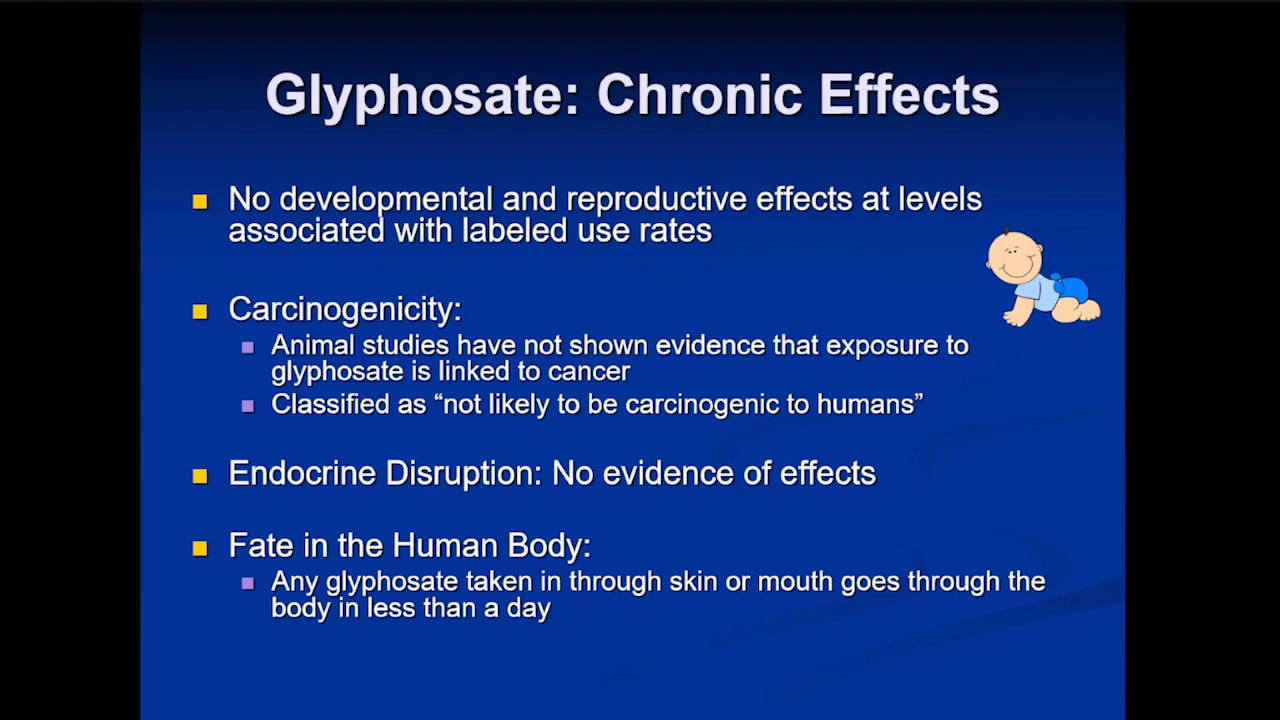 Glyphosate: Chronic Effects
No developmental and reproductive effects at levels
associated with labeled use rates
Carcinogenicity:
Animal studies have not shown evidence that exposure to
glyphosate is linked to cancer
Classified as “not likely to be carcinogenic to humans”
Endocrine Disruption: No evidence of effects
Fate in the Human Body:
Any glyphosate taken in through skin or mouth goes through the
body in less than a day